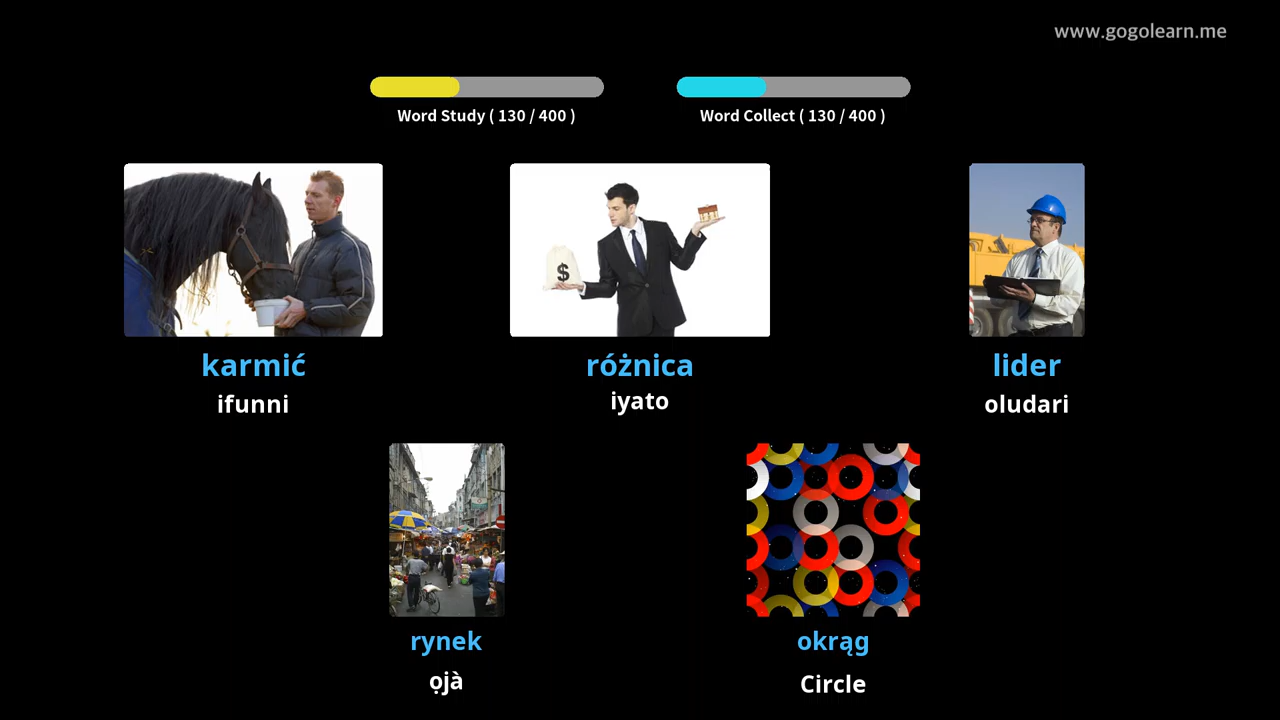 www.gogolearn.me
Word Study ( 130 / 400 )
Word Collect ( 130 / 400 )
$
karmić
różnica
lider
ifunni
iyato
oludari
rynek
okrąg
ọjà
Circle